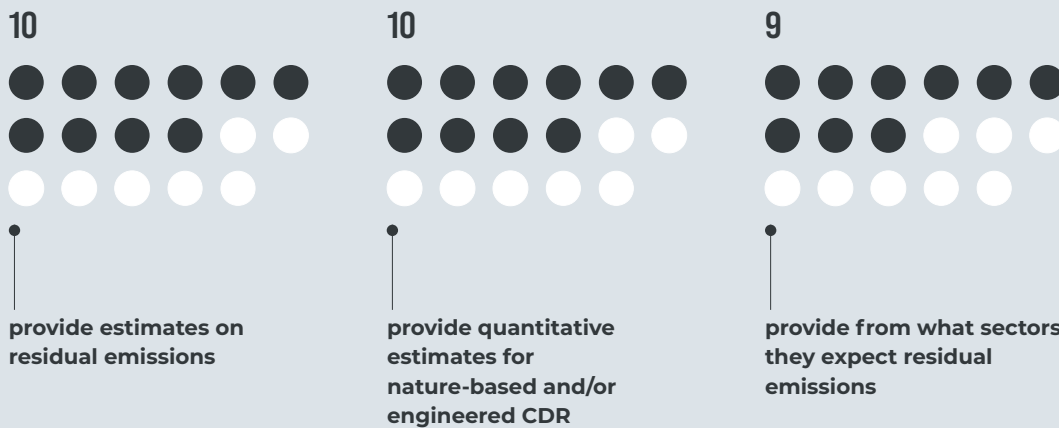 10
provide estimates on
residual emissions
10
provide quantitative
estimates for
nature-based and/or
engineered CDR
9
provide from what sectors
they expect residual
emissions